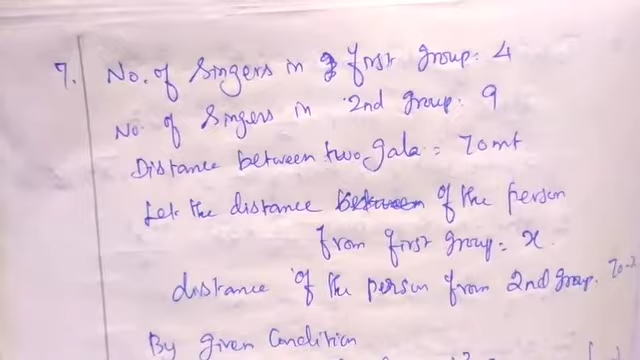 7. No. of Singers in first group: 4
No. of Singers in 2nd group: 9
Distance between two gala = 70mt
Let the distance of the person
from first group = x.
distance of the person from 2nd group. 70-x
By given Condition